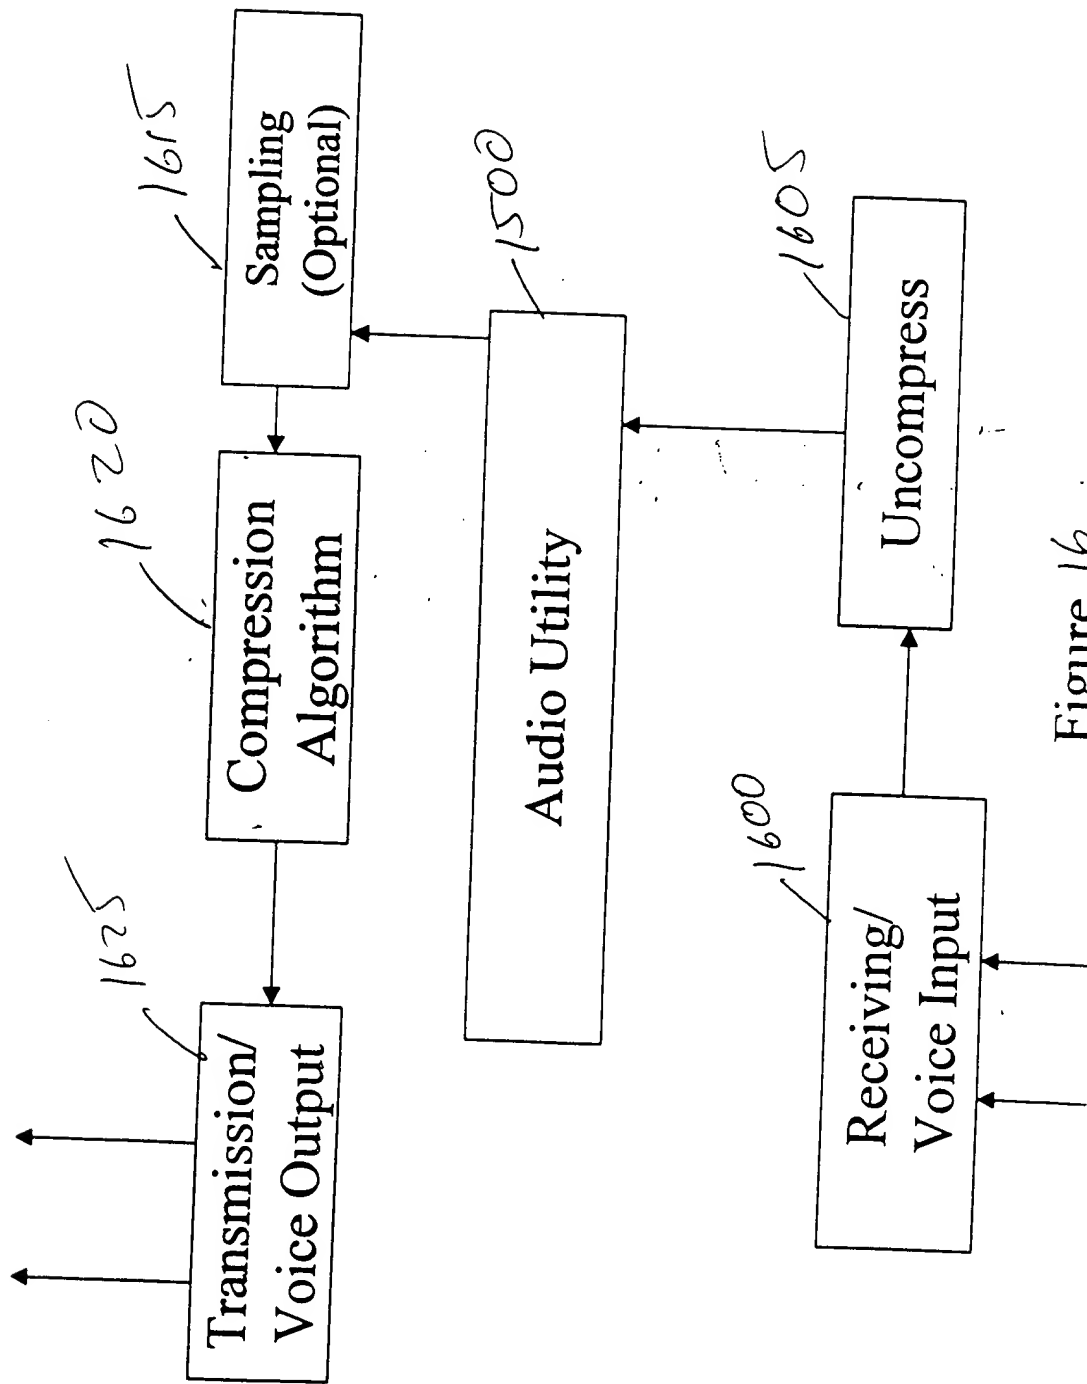 1625
Transmission/
Voice Output
1620
Compression
Algorithm
1615
Sampling
(Optional)
1500
Audio Utility
1600
Receiving/
Voice Input
1605
Uncompress
Figure 16